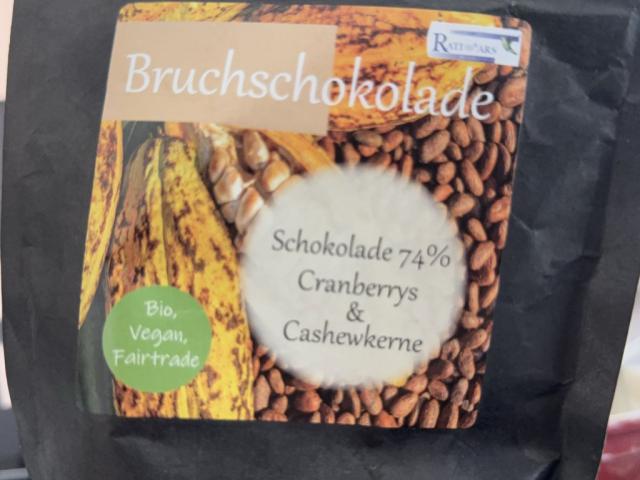 Bruchschokolade
Schokolade 74%
Cranberrys
&
Cashewkerne
Bio,
Vegan,
Fairtrade